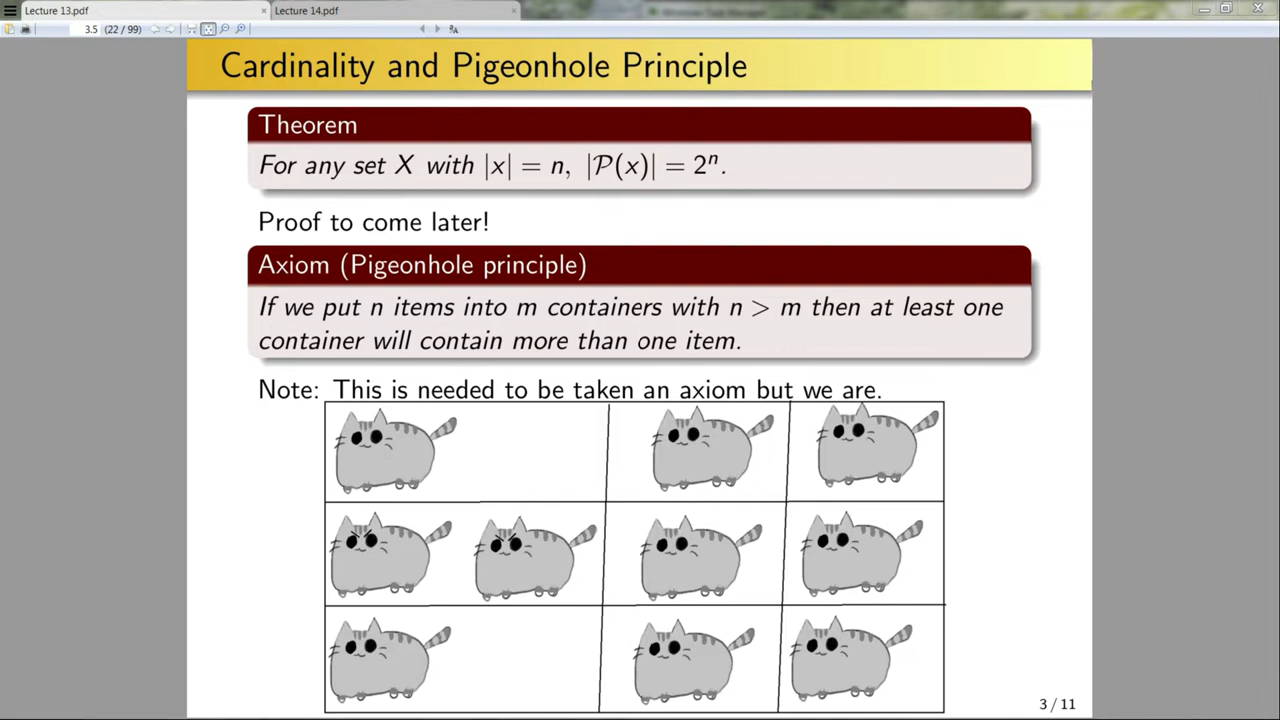 Lecture 13.pdf
Lecture 14.pdf
3.5 (22 / 99)
Cardinality and Pigeonhole Principle
Theorem
For any set X with |x| = n, |𝒫(x)| = 2ⁿ.
Proof to come later!
Axiom (Pigeonhole principle)
If we put n items into m containers with n > m then at least one
container will contain more than one item.
Note: This is needed to be taken an axiom but we are.
3 / 11